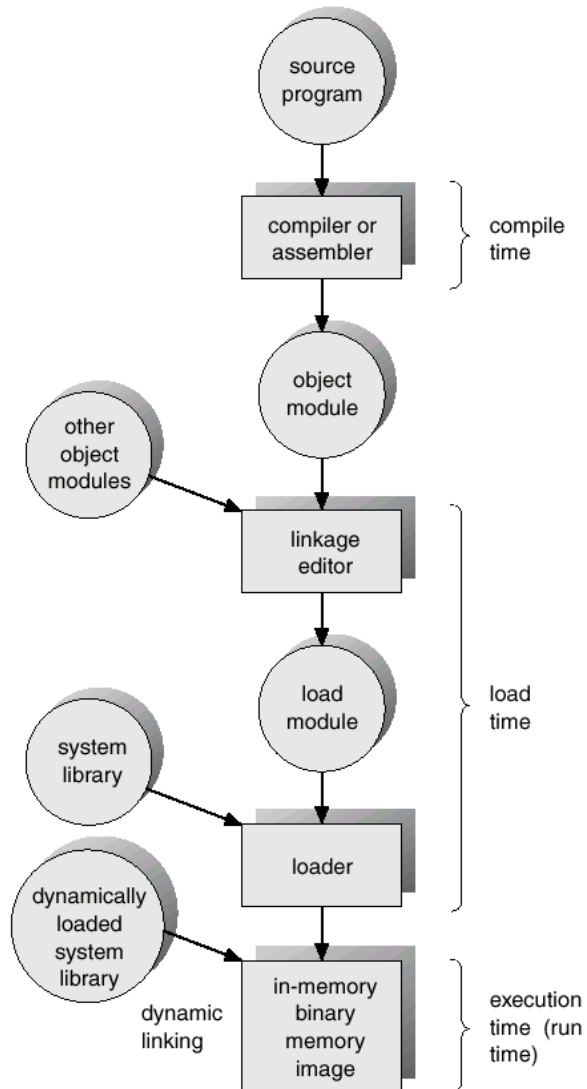 source
program
compiler or
assembler
compile
time
object
module
other
object
modules
linkage
editor
load
module
load
time
system
library
loader
dynamically
loaded
system
library
dynamic
linking
in-memory
binary
memory
image
execution
time (run
time)